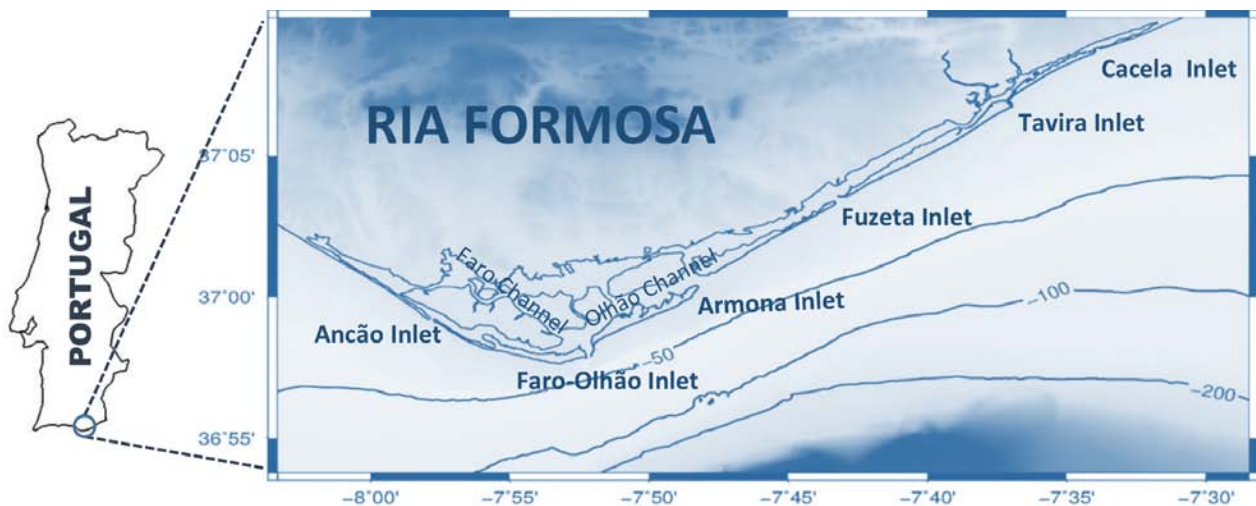 PORTUGAL
RIA FORMOSA
Cacela Inlet
Tavira Inlet
Fuzeta Inlet
Faro Channel
Olhão Channel
Armona Inlet
Ancão Inlet
Faro-Olhão Inlet
-50
-100
-200
37°05'
37°00'
36°55'
-8°00'
-7°55'
-7°50'
-7°45'
-7°40'
-7°35'
-7°30'